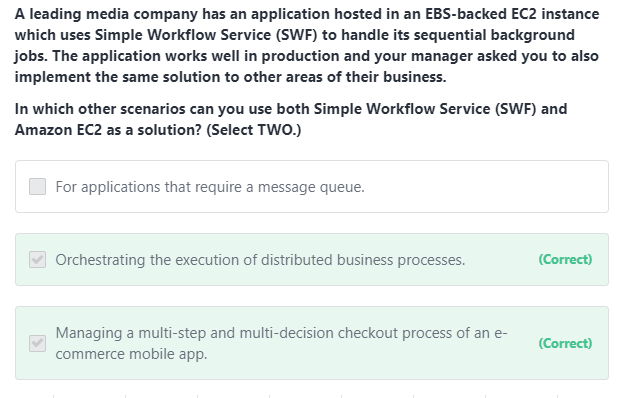 A leading media company has an application hosted in an EBS-backed EC2 instance
which uses Simple Workflow Service (SWF) to handle its sequential background
jobs. The application works well in production and your manager asked you to also
implement the same solution to other areas of their business.
In which other scenarios can you use both Simple Workflow Service (SWF) and
Amazon EC2 as a solution? (Select TWO.)
For applications that require a message queue.
Orchestrating the execution of distributed business processes. (Correct)
Managing a multi-step and multi-decision checkout process of an e-
commerce mobile app. (Correct)